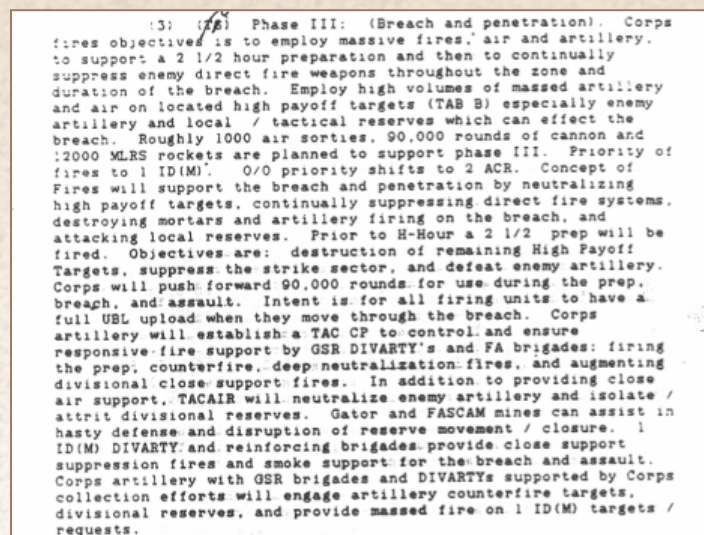 (3) (TS) Phase III: (Breach and penetration). Corps
fires objectives is to employ massive fires, air and artillery,
to support a 2 1/2 hour preparation and then to continually
suppress enemy direct fire weapons throughout the zone and
duration of the breach. Employ high volumes of massed artillery
and air on located high payoff targets (TAB B) especially enemy
artillery and local / tactical reserves which can effect the
breach. Roughly 1000 air sorties, 90,000 rounds of cannon and
12000 MLRS rockets are planned to support phase III. Priority of
fires to 1 ID(M). O/O priority shifts to 2 ACR. Concept of
Fires will support the breach and penetration by neutralizing
high payoff targets, continually suppressing direct fire systems,
destroying mortars and artillery firing on the breach, and
attacking local reserves. Prior to H-Hour a 2 1/2 prep will be
fired. Objectives are: destruction of remaining High Payoff
Targets, suppress the strike sector, and defeat enemy artillery.
Corps will push forward 90,000 rounds for use during the prep,
breach, and assault. Intent is for all firing units to have a
full UBL upload when they move through the breach. Corps
artillery will establish a TAC CP to control and ensure
responsive fire support by GSR DIVARTY's and FA brigades: firing
the prep, counterfire, deep neutralization fires, and augmenting
divisional close support fires. In addition to providing close
air support, TACAIR will neutralize enemy artillery and isolate /
attrit divisional reserves. Gator and FASCAM mines can assist in
hasty defense and disruption of reserve movement / closure. 1
ID(M) DIVARTY and reinforcing brigades provide close support
suppression fires and smoke support for the breach and assault.
Corps artillery with GSR brigades and DIVARTYs supported by Corps
collection efforts will engage artillery counterfire targets,
divisional reserves, and provide massed fire on 1 ID(M) targets /
requests.